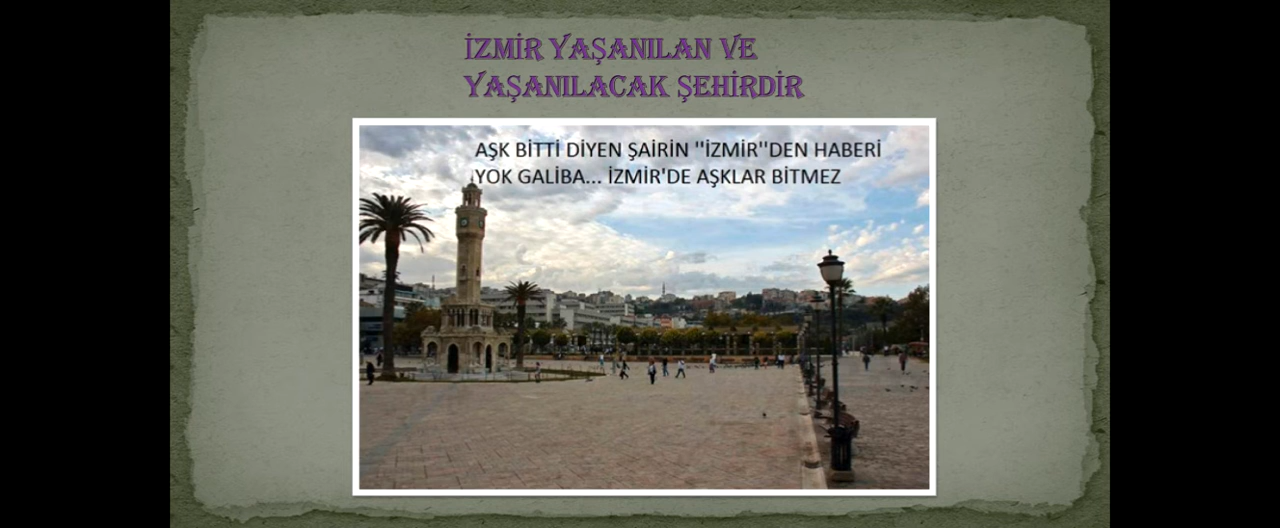 İZMİR YAŞANILAN VE
YAŞANILACAK ŞEHİRDİR
AŞK BİTTİ DİYEN ŞAİRİN "İZMİR"DEN HABERİ
YOK GALİBA... İZMİR'DE AŞKLAR BİTMEZ